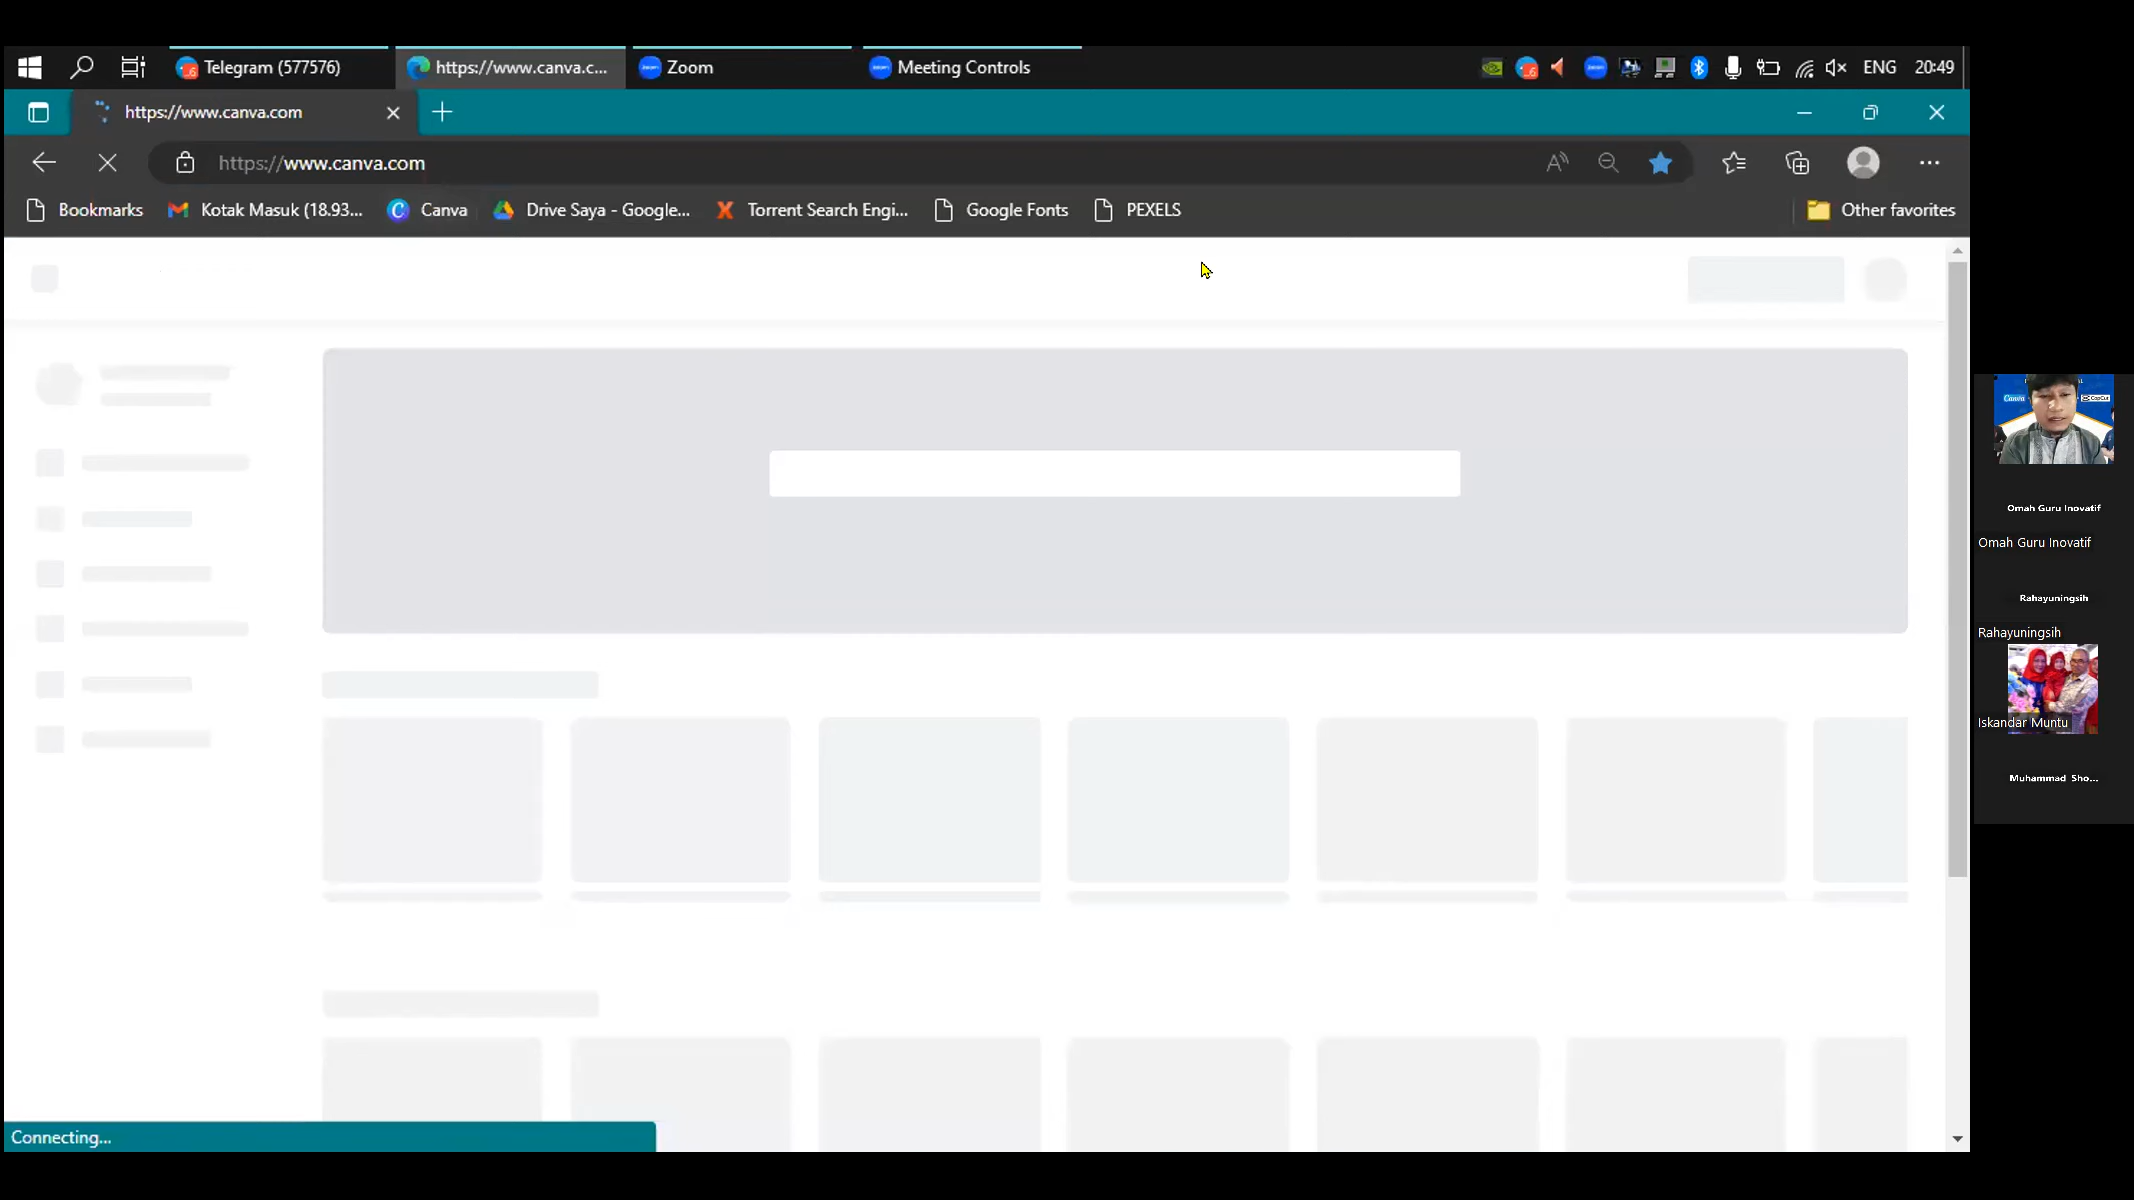 Telegram (577576)
https://www.canva.c...
Zoom
Meeting Controls
ENG
20:49
https://www.canva.com
https://www.canva.com
Bookmarks
Kotak Masuk (18.93...
Canva
Drive Saya - Google...
Torrent Search Engi...
Google Fonts
PEXELS
Other favorites
Canva
CapCut
Omah Guru Inovatif
Omah Guru Inovatif
Rahayuningsih
Rahayuningsih
Iskandar Muntu
Muhammad Sho...
Connecting...